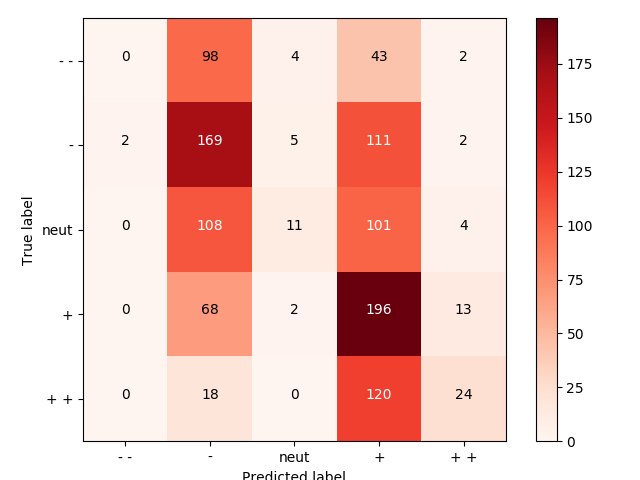 - - 0 98 4 43 2
- 2 169 5 111 2
neut 0 108 11 101 4
+ 0 68 2 196 13
+ + 0 18 0 120 24
- - - neut + + +
True label
Predicted label
175
150
125
100
75
50
25
0